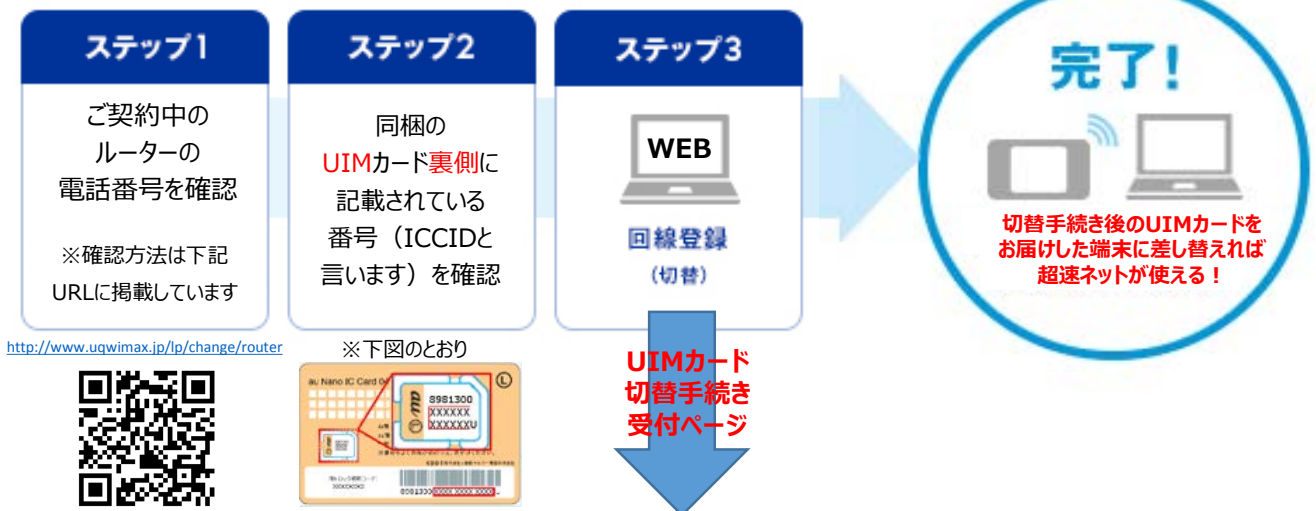 ステップ1
ご契約中の
ルーターの
電話番号を確認
※確認方法は下記
URLに掲載しています
http://www.uqwimax.jp/lp/change/router
ステップ2
同梱の
UIMカード裏側に
記載されている
番号（ICCIDと
言います）を確認
※下図のとおり
au Nano IC Card 04
L
au
8981300
XXXXXX
XXXXXXU
XXXXXXXXX
8981300 XXXX XXXX XXXX
ステップ3
WEB
回線登録
（切替）
UIMカード
切替手続き
受付ページ
完了!
切替手続き後のUIMカードを
お届けした端末に差し替えれば
超速ネットが使える！